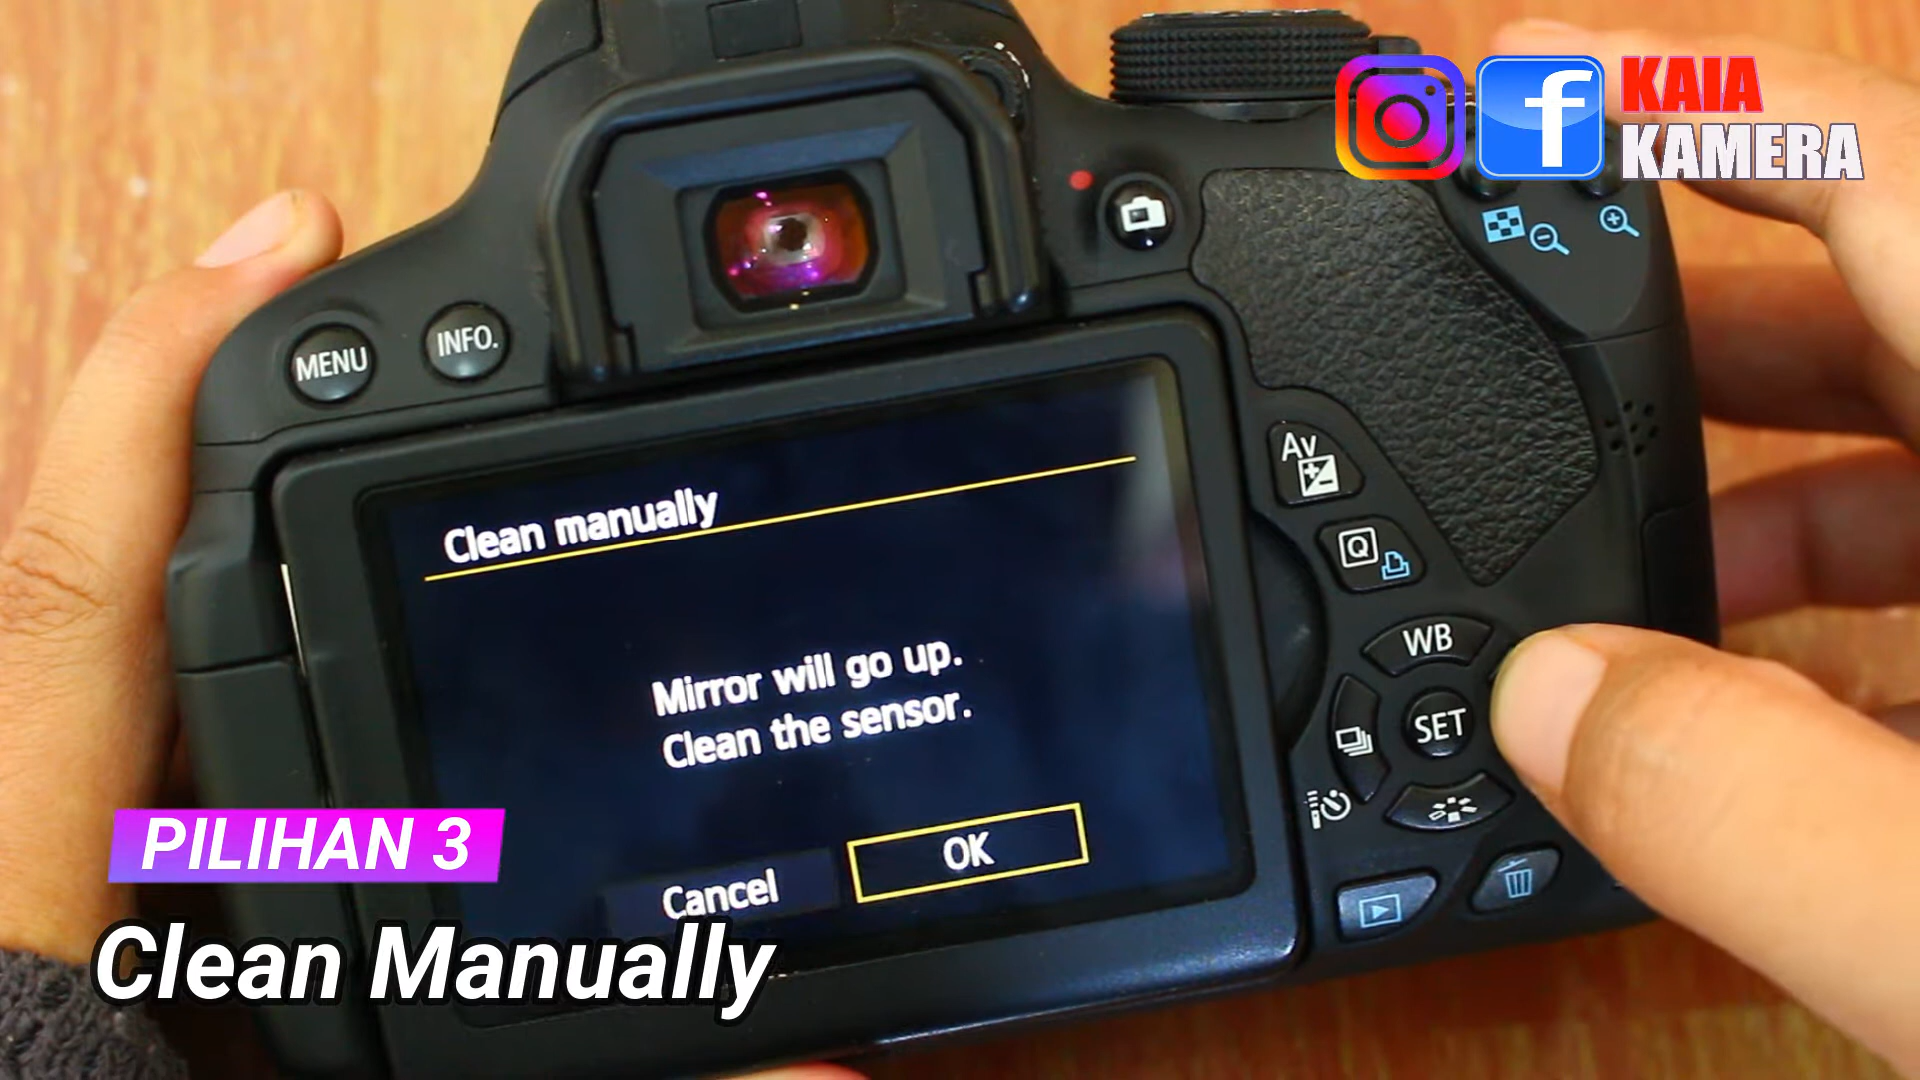 KAIA
KAMERA
MENU
INFO.
Av
Q
WB
SET
Clean manually
Mirror will go up.
Clean the sensor.
Cancel
OK
PILIHAN 3
Clean Manually